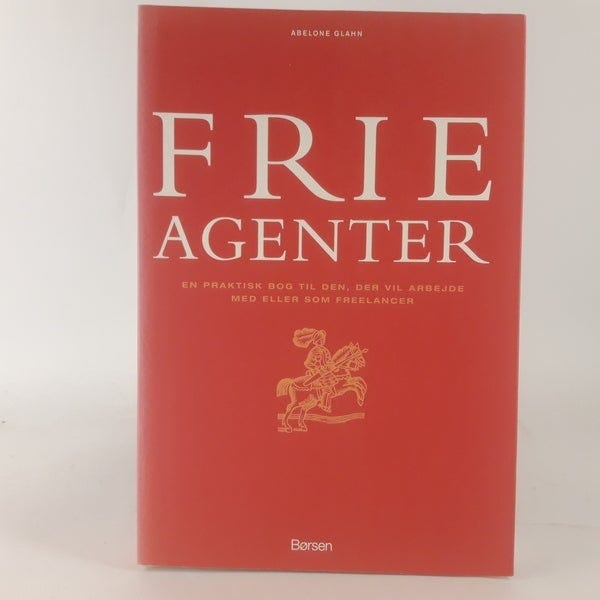 ABELONE GLAHN
FRIE
AGENTER
EN PRAKTISK BOG TIL DEN, DER VIL ARBEJDE
MED ELLER SOM FREELANCER
Børsen